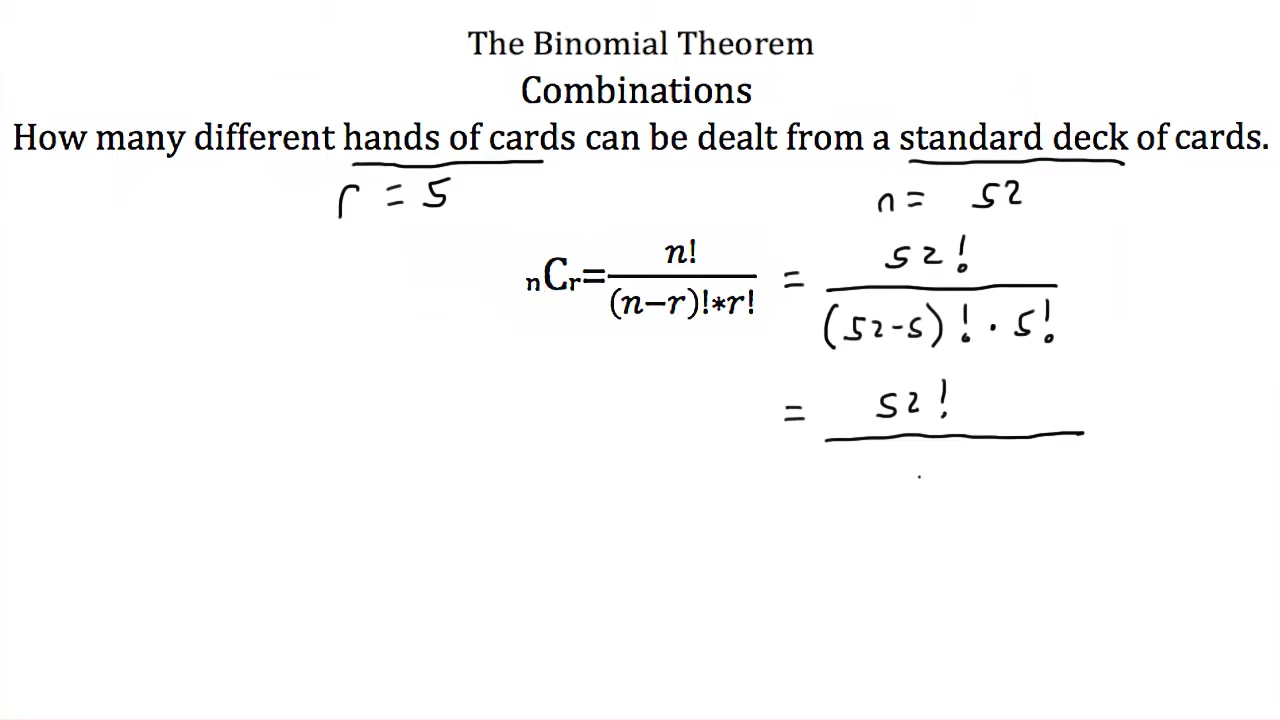 The Binomial Theorem
Combinations
How many different hands of cards can be dealt from a standard deck of cards.
r = 5
n = 52
nCr= n! / (n−r)!*r! = 52! / (52-5)! · 5!
= 52!